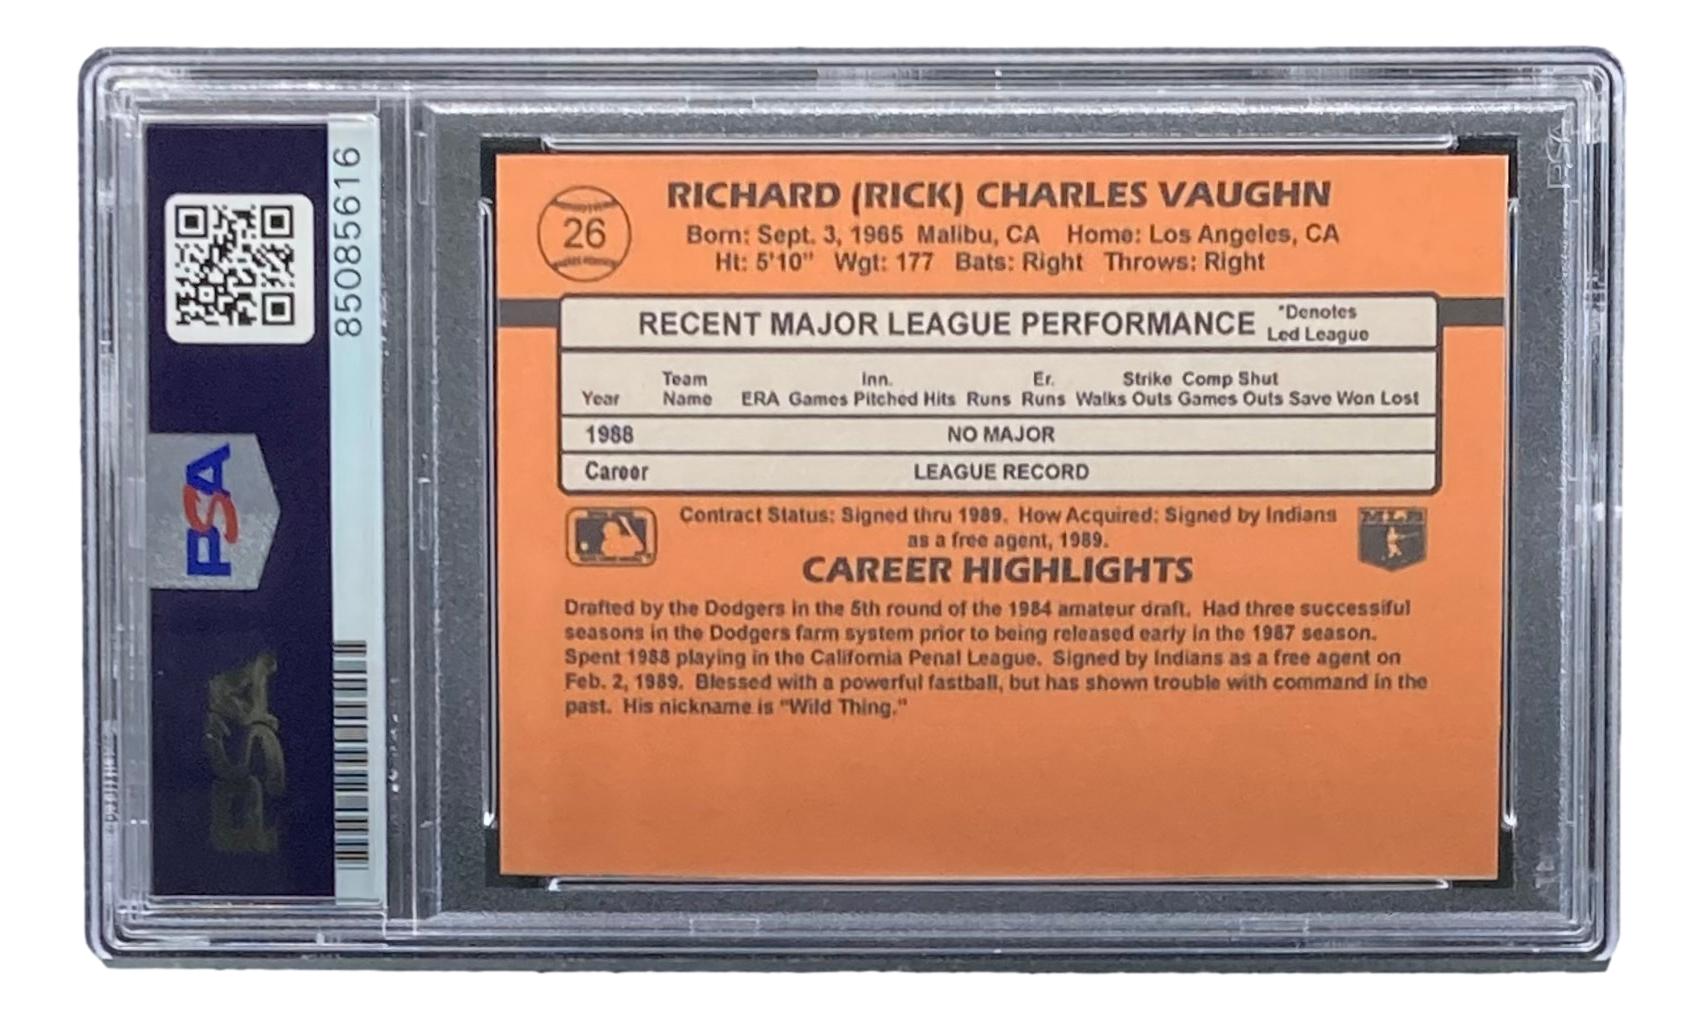 85085616
PSA
PSA
26
RICHARD (RICK) CHARLES VAUGHN
Born: Sept. 3, 1965 Malibu, CA Home: Los Angeles, CA
Ht: 5'10" Wgt: 177 Bats: Right Throws: Right
RECENT MAJOR LEAGUE PERFORMANCE
*Denotes
Led League
Team Inn. Er. Strike Comp Shut
Year Name ERA Games Pitched Hits Runs Runs Walks Outs Games Outs Save Won Lost
1988 NO MAJOR
Career LEAGUE RECORD
Contract Status: Signed thru 1989. How Acquired: Signed by Indians
as a free agent, 1989.
MLB
CAREER HIGHLIGHTS
Drafted by the Dodgers in the 5th round of the 1984 amateur draft. Had three successful
seasons in the Dodgers farm system prior to being released early in the 1987 season.
Spent 1988 playing in the California Penal League. Signed by Indians as a free agent on
Feb. 2, 1989. Blessed with a powerful fastball, but has shown trouble with command in the
past. His nickname is "Wild Thing."
PSA